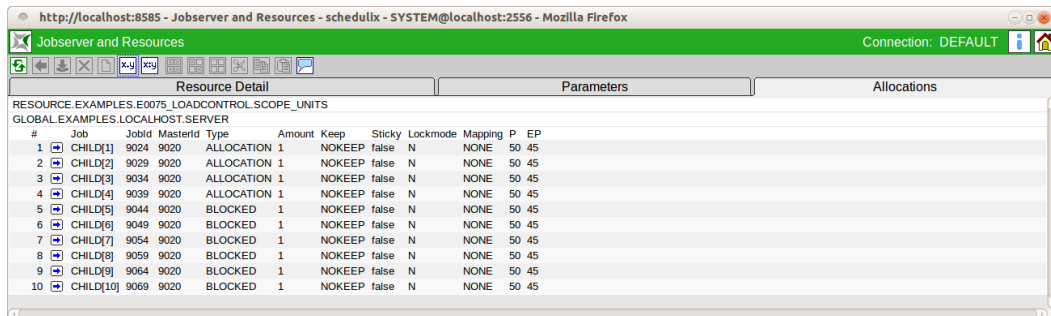 http://localhost:8585 - Jobserver and Resources - schedulix - SYSTEM@localhost:2556 - Mozilla Firefox
Jobserver and Resources Connection: DEFAULT
x.y x:y
Resource Detail Parameters Allocations
RESOURCE.EXAMPLES.E0075_LOADCONTROL.SCOPE_UNITS
GLOBAL.EXAMPLES.LOCALHOST.SERVER
# Job JobId MasterId Type Amount Keep Sticky Lockmode Mapping P EP
1 CHILD[1] 9024 9020 ALLOCATION 1 NOKEEP false N NONE 50 45
2 CHILD[2] 9029 9020 ALLOCATION 1 NOKEEP false N NONE 50 45
3 CHILD[3] 9034 9020 ALLOCATION 1 NOKEEP false N NONE 50 45
4 CHILD[4] 9039 9020 ALLOCATION 1 NOKEEP false N NONE 50 45
5 CHILD[5] 9044 9020 BLOCKED 1 NOKEEP false N NONE 50 45
6 CHILD[6] 9049 9020 BLOCKED 1 NOKEEP false N NONE 50 45
7 CHILD[7] 9054 9020 BLOCKED 1 NOKEEP false N NONE 50 45
8 CHILD[8] 9059 9020 BLOCKED 1 NOKEEP false N NONE 50 45
9 CHILD[9] 9064 9020 BLOCKED 1 NOKEEP false N NONE 50 45
10 CHILD[10] 9069 9020 BLOCKED 1 NOKEEP false N NONE 50 45